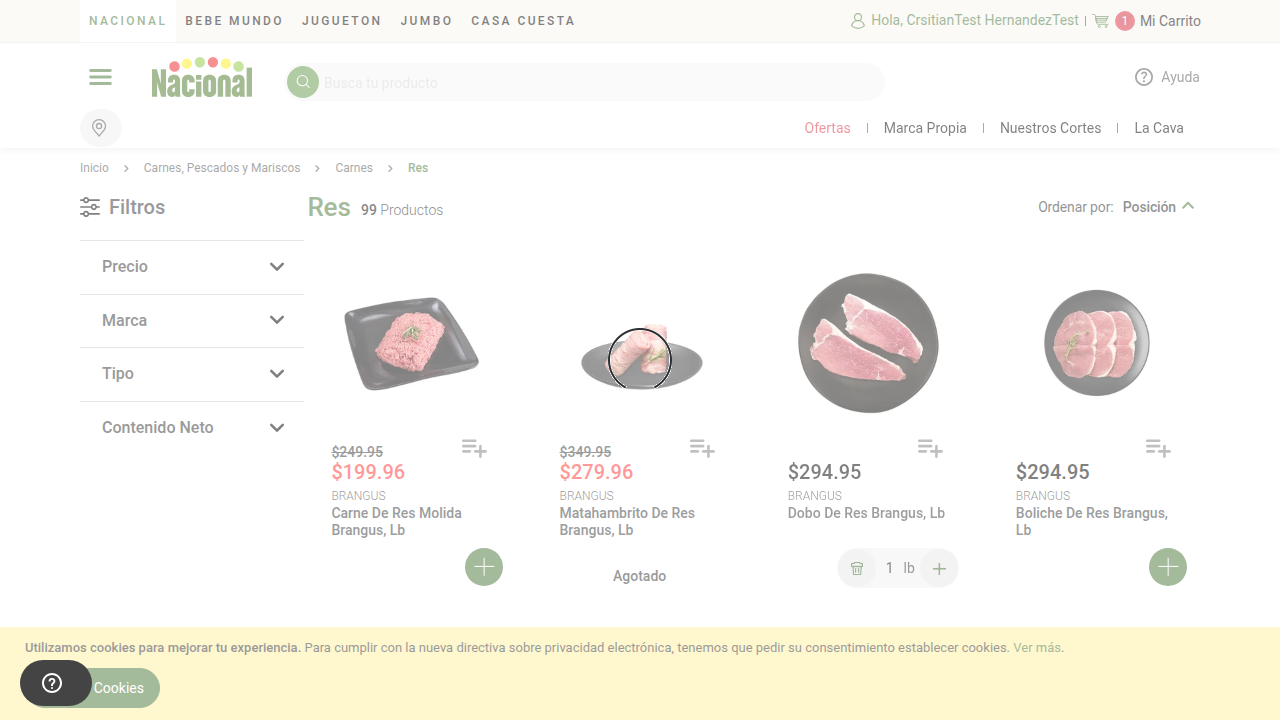 NACIONAL BEBE MUNDO JUGUETON JUMBO CASA CUESTA
Hola, CrsitianTest HernandezTest | 1 Mi Carrito
Nacional
Busca tu producto
Ayuda
Ofertas | Marca Propia | Nuestros Cortes | La Cava
Inicio > Carnes, Pescados y Mariscos > Carnes > Res
Filtros
Res 99 Productos
Ordenar por: Posición
Precio
Marca
Tipo
Contenido Neto
$249.95
$199.96
BRANGUS
Carne De Res Molida
Brangus, Lb
$349.95
$279.96
BRANGUS
Matahambrito De Res
Brangus, Lb
Agotado
$294.95
BRANGUS
Dobo De Res Brangus, Lb
1 lb
$294.95
BRANGUS
Boliche De Res Brangus,
Lb
Utilizamos cookies para mejorar tu experiencia. Para cumplir con la nueva directiva sobre privacidad electrónica, tenemos que pedir su consentimiento establecer cookies. Ver más.
Cookies